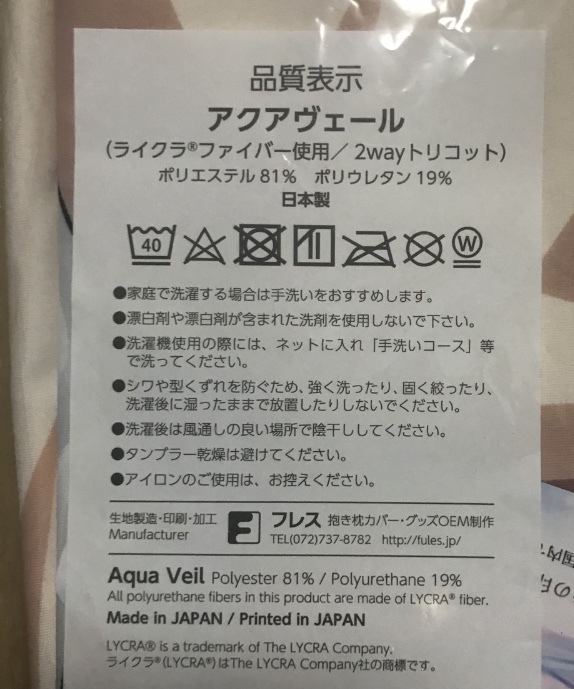 品質表示
アクアヴェール
(ライクラ®ファイバー使用／ 2wayトリコット)
ポリエステル 81%　ポリウレタン 19%
日本製
40 W
●家庭で洗濯する場合は手洗いをおすすめします。
●漂白剤や漂白剤が含まれた洗剤を使用しないで下さい。
●洗濯機使用の際には、ネットに入れ「手洗いコース」等
で洗ってください。
●シワや型くずれを防ぐため、強く洗ったり、固く絞ったり、
洗濯後に湿ったままで放置したりしないでください。
●洗濯後は風通しの良い場所で陰干ししてください。
●タンブラー乾燥は避けてください。
●アイロンのご使用は、お控えください。
生地製造・印刷・加工
Manufacturer
F フレス 抱き枕カバー・グッズOEM制作
TEL(072)737-8782 http://fules.jp/
Aqua Veil Polyester 81% / Polyurethane 19%
All polyurethane fibers in this product are made of LYCRA® fiber.
Made in JAPAN / Printed in JAPAN
LYCRA® is a trademark of The LYCRA Company.
ライクラ®(LYCRA®)はThe LYCRA Company社の商標です。